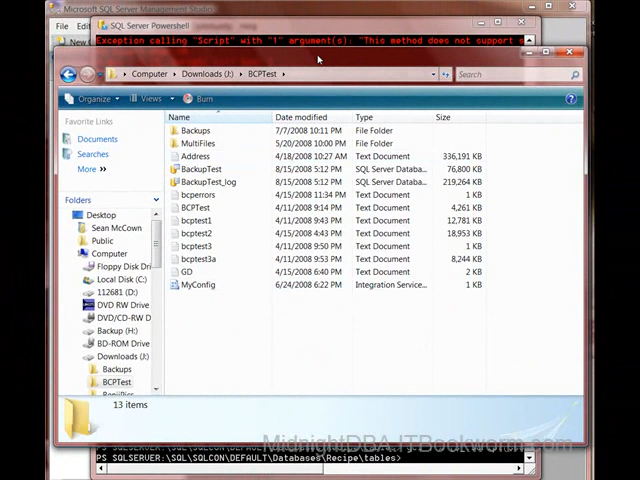 Microsoft SQL Server Management Studio
File Edit
SQL Server Powershell
New
Exception calling "Script" with "1" argument(s): "This method does not support s
Computer Downloads (J:) BCPTest
Search
Organize Views Burn
Favorite Links
Documents
Searches
More
Folders
Desktop
Sean McCown
Public
Computer
Floppy Disk Dri
Local Disk (C:)
112681 (D:)
DVD RW Drive
DVD/CD-RW D
Backup (H:)
BD-ROM Drive
Downloads (J:)
Backups
BCPTest
BenjiPics
Name Date modified Type Size
Backups 7/7/2008 10:11 PM File Folder
MultiFiles 5/20/2008 10:00 PM File Folder
Address 4/18/2008 10:27 AM Text Document 336,191 KB
BackupTest 8/15/2008 5:12 PM SQL Server Databa... 76,800 KB
BackupTest_log 8/15/2008 5:12 PM SQL Server Databa... 219,264 KB
bcperrors 4/15/2008 11:34 PM Text Document 1 KB
BCPTest 4/11/2008 9:14 PM Text Document 4,261 KB
bcptest1 4/11/2008 9:43 PM Text Document 12,781 KB
bcptest2 4/15/2008 4:43 PM Text Document 18,953 KB
bcptest3 4/11/2008 9:50 PM Text Document 1 KB
bcptest3a 4/11/2008 9:53 PM Text Document 8,244 KB
GD 4/15/2008 6:40 PM Text Document 2 KB
MyConfig 6/24/2008 6:22 PM Integration Service... 1 KB
13 items
MidnightDBA.ITBookworm.com
PS SQLSERVER:\SQL\SQLCON\DEFAULT\Databases\Recipe\tables>